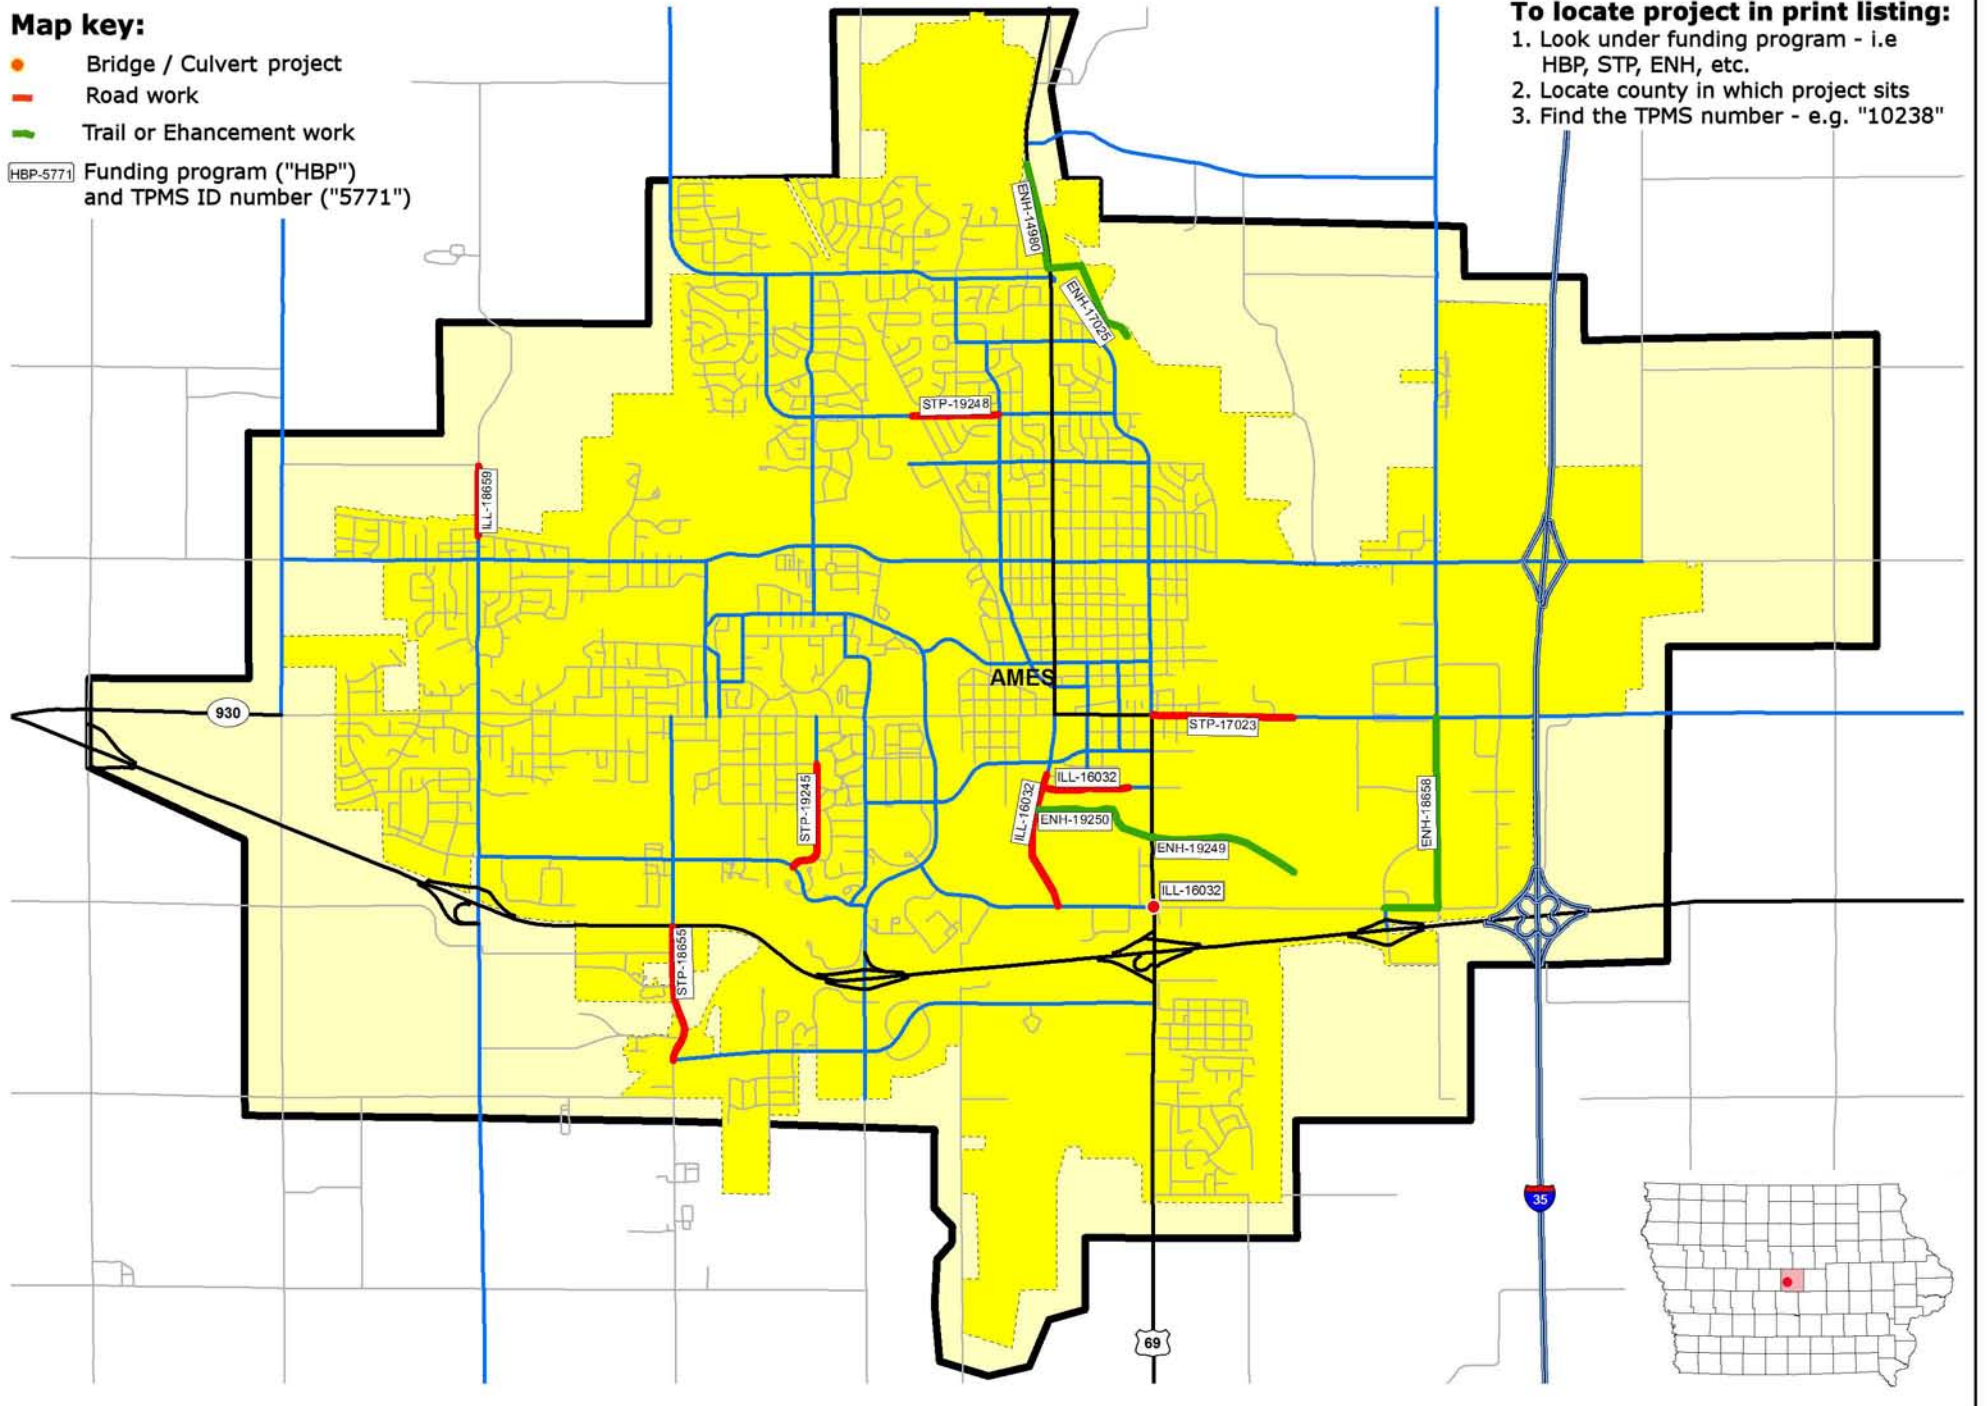 Map key:
Bridge / Culvert project
Road work
Trail or Ehancement work
HBP-5771
Funding program ("HBP")
and TPMS ID number ("5771")
To locate project in print listing:
1. Look under funding program - i.e
HBP, STP, ENH, etc.
2. Locate county in which project sits
3. Find the TPMS number - e.g. "10238"
ENH-14980
ENH-17025
STP-19248
ILL-18659
AMES
930
STP-17023
ILL-16032
STP-19245
ILL-16032
ENH-18658
ENH-19250
ENH-19249
ILL-16032
STP-18655
35
69